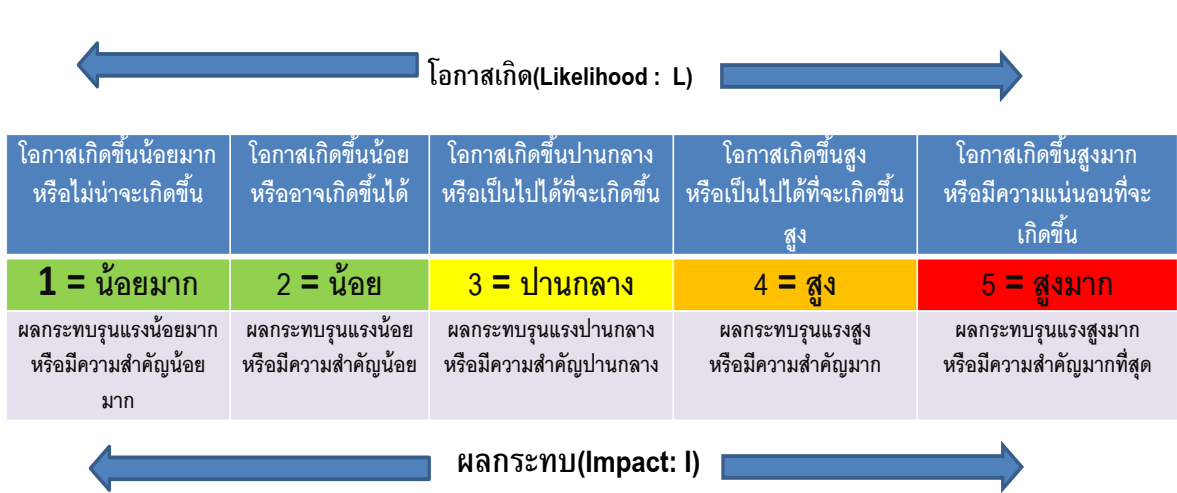 โอกาสเกิด(Likelihood : L)
โอกาสเกิดขึ้นน้อยมาก
หรือไม่น่าจะเกิดขึ้น
โอกาสเกิดขึ้นน้อย
หรืออาจเกิดขึ้นได้
โอกาสเกิดขึ้นปานกลาง
หรือเป็นไปได้ที่จะเกิดขึ้น
โอกาสเกิดขึ้นสูง
หรือเป็นไปได้ที่จะเกิดขึ้น
สูง
โอกาสเกิดขึ้นสูงมาก
หรือมีความแน่นอนที่จะ
เกิดขึ้น
1 = น้อยมาก
2 = น้อย
3 = ปานกลาง
4 = สูง
5 = สูงมาก
ผลกระทบรุนแรงน้อยมาก
หรือมีความสำคัญน้อย
มาก
ผลกระทบรุนแรงน้อย
หรือมีความสำคัญน้อย
ผลกระทบรุนแรงปานกลาง
หรือมีความสำคัญปานกลาง
ผลกระทบรุนแรงสูง
หรือมีความสำคัญมาก
ผลกระทบรุนแรงสูงมาก
หรือมีความสำคัญมากที่สุด
ผลกระทบ(Impact: I)